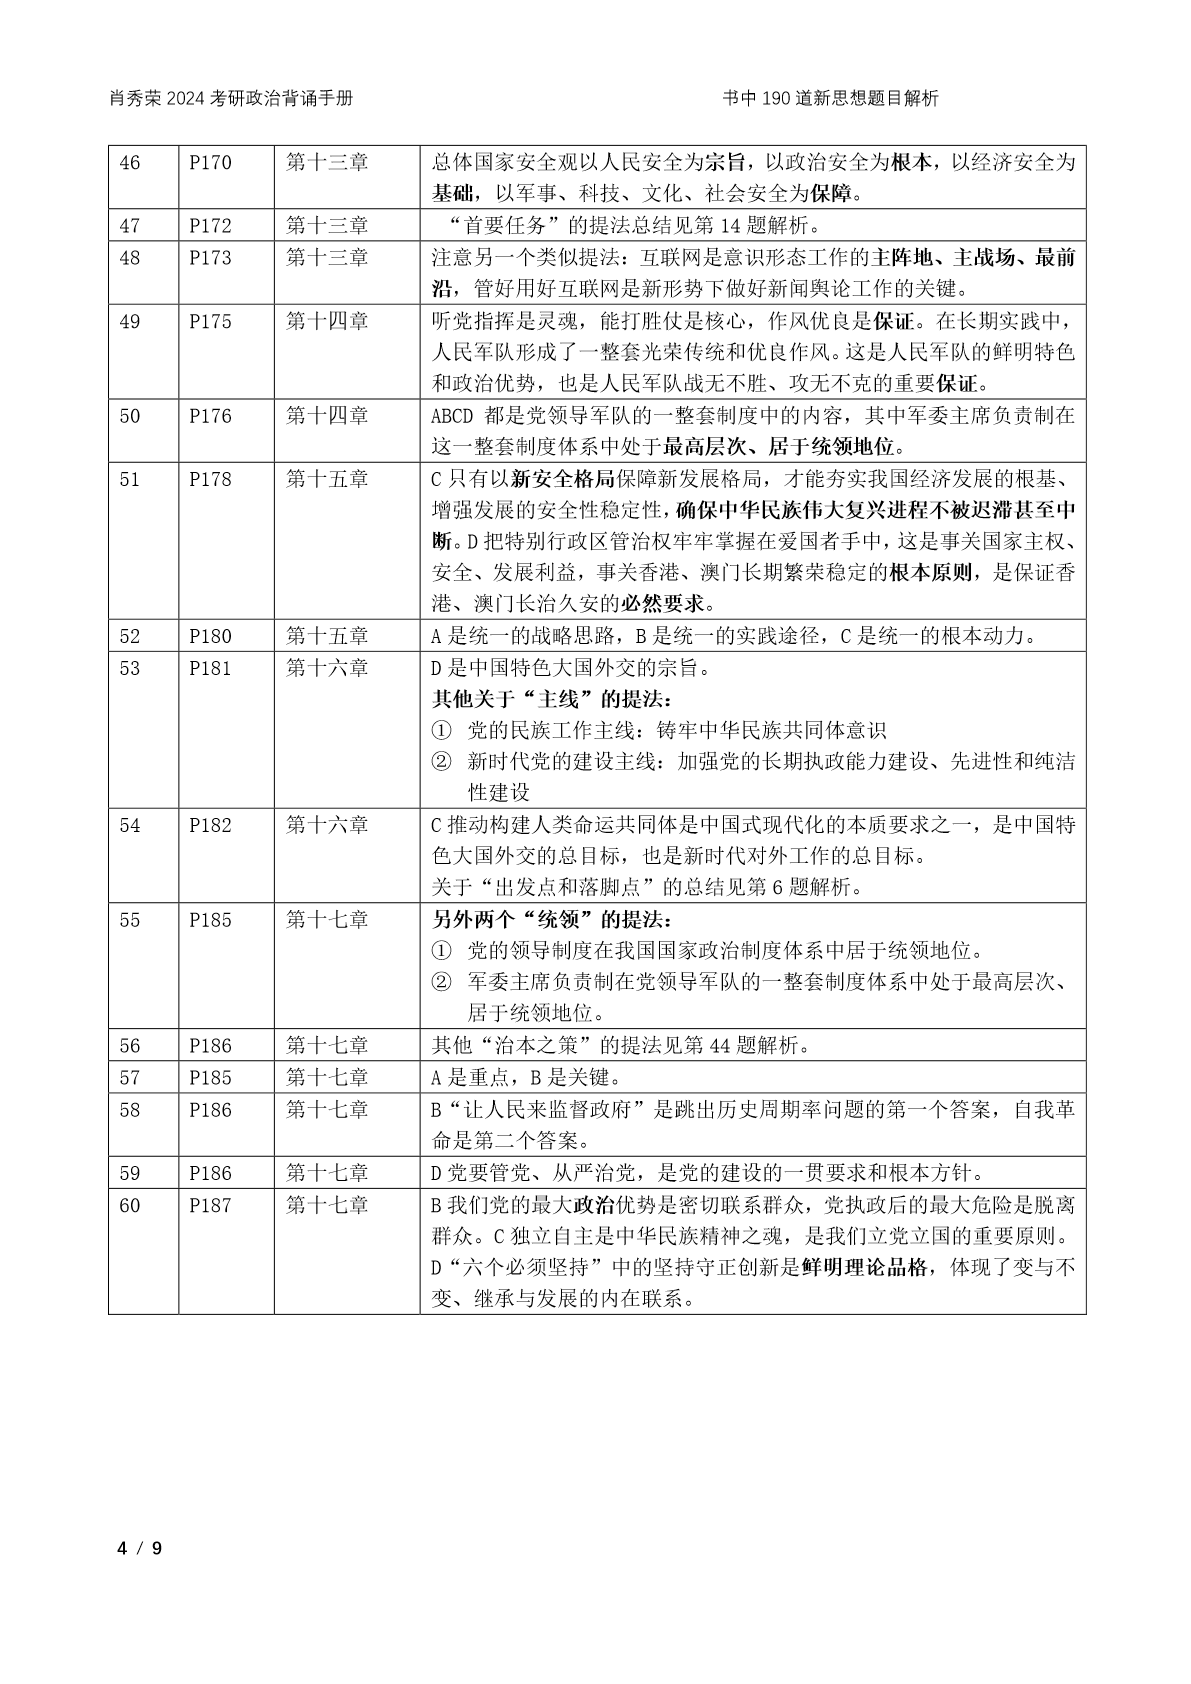 肖秀荣 2024 考研政治背诵手册 书中 190 道新思想题目解析
46 P170 第十三章 总体国家安全观以人民安全为宗旨，以政治安全为根本，以经济安全为
基础，以军事、科技、文化、社会安全为保障。
47 P172 第十三章 “首要任务”的提法总结见第 14 题解析。
48 P173 第十三章 注意另一个类似提法：互联网是意识形态工作的主阵地、主战场、最前
沿，管好用好互联网是新形势下做好新闻舆论工作的关键。
49 P175 第十四章 听党指挥是灵魂，能打胜仗是核心，作风优良是保证。在长期实践中，
人民军队形成了一整套光荣传统和优良作风。这是人民军队的鲜明特色
和政治优势，也是人民军队战无不胜、攻无不克的重要保证。
50 P176 第十四章 ABCD 都是党领导军队的一整套制度中的内容，其中军委主席负责制在
这一整套制度体系中处于最高层次、居于统领地位。
51 P178 第十五章 C 只有以新安全格局保障新发展格局，才能夯实我国经济发展的根基、
增强发展的安全性稳定性，确保中华民族伟大复兴进程不被迟滞甚至中
断。D 把特别行政区管治权牢牢掌握在爱国者手中，这是事关国家主权、
安全、发展利益，事关香港、澳门长期繁荣稳定的根本原则，是保证香
港、澳门长治久安的必然要求。
52 P180 第十五章 A 是统一的战略思路，B 是统一的实践途径，C 是统一的根本动力。
53 P181 第十六章 D 是中国特色大国外交的宗旨。
其他关于“主线”的提法：
① 党的民族工作主线：铸牢中华民族共同体意识
② 新时代党的建设主线：加强党的长期执政能力建设、先进性和纯洁
性建设
54 P182 第十六章 C 推动构建人类命运共同体是中国式现代化的本质要求之一，是中国特
色大国外交的总目标，也是新时代对外工作的总目标。
关于“出发点和落脚点”的总结见第 6 题解析。
55 P185 第十七章 另外两个“统领”的提法：
① 党的领导制度在我国国家政治制度体系中居于统领地位。
② 军委主席负责制在党领导军队的一整套制度体系中处于最高层次、
居于统领地位。
56 P186 第十七章 其他“治本之策”的提法见第 44 题解析。
57 P185 第十七章 A 是重点，B 是关键。
58 P186 第十七章 B“让人民来监督政府”是跳出历史周期率问题的第一个答案，自我革
命是第二个答案。
59 P186 第十七章 D 党要管党、从严治党，是党的建设的一贯要求和根本方针。
60 P187 第十七章 B 我们党的最大政治优势是密切联系群众，党执政后的最大危险是脱离
群众。C 独立自主是中华民族精神之魂，是我们立党立国的重要原则。
D“六个必须坚持”中的坚持守正创新是鲜明理论品格，体现了变与不
变、继承与发展的内在联系。
4 / 9